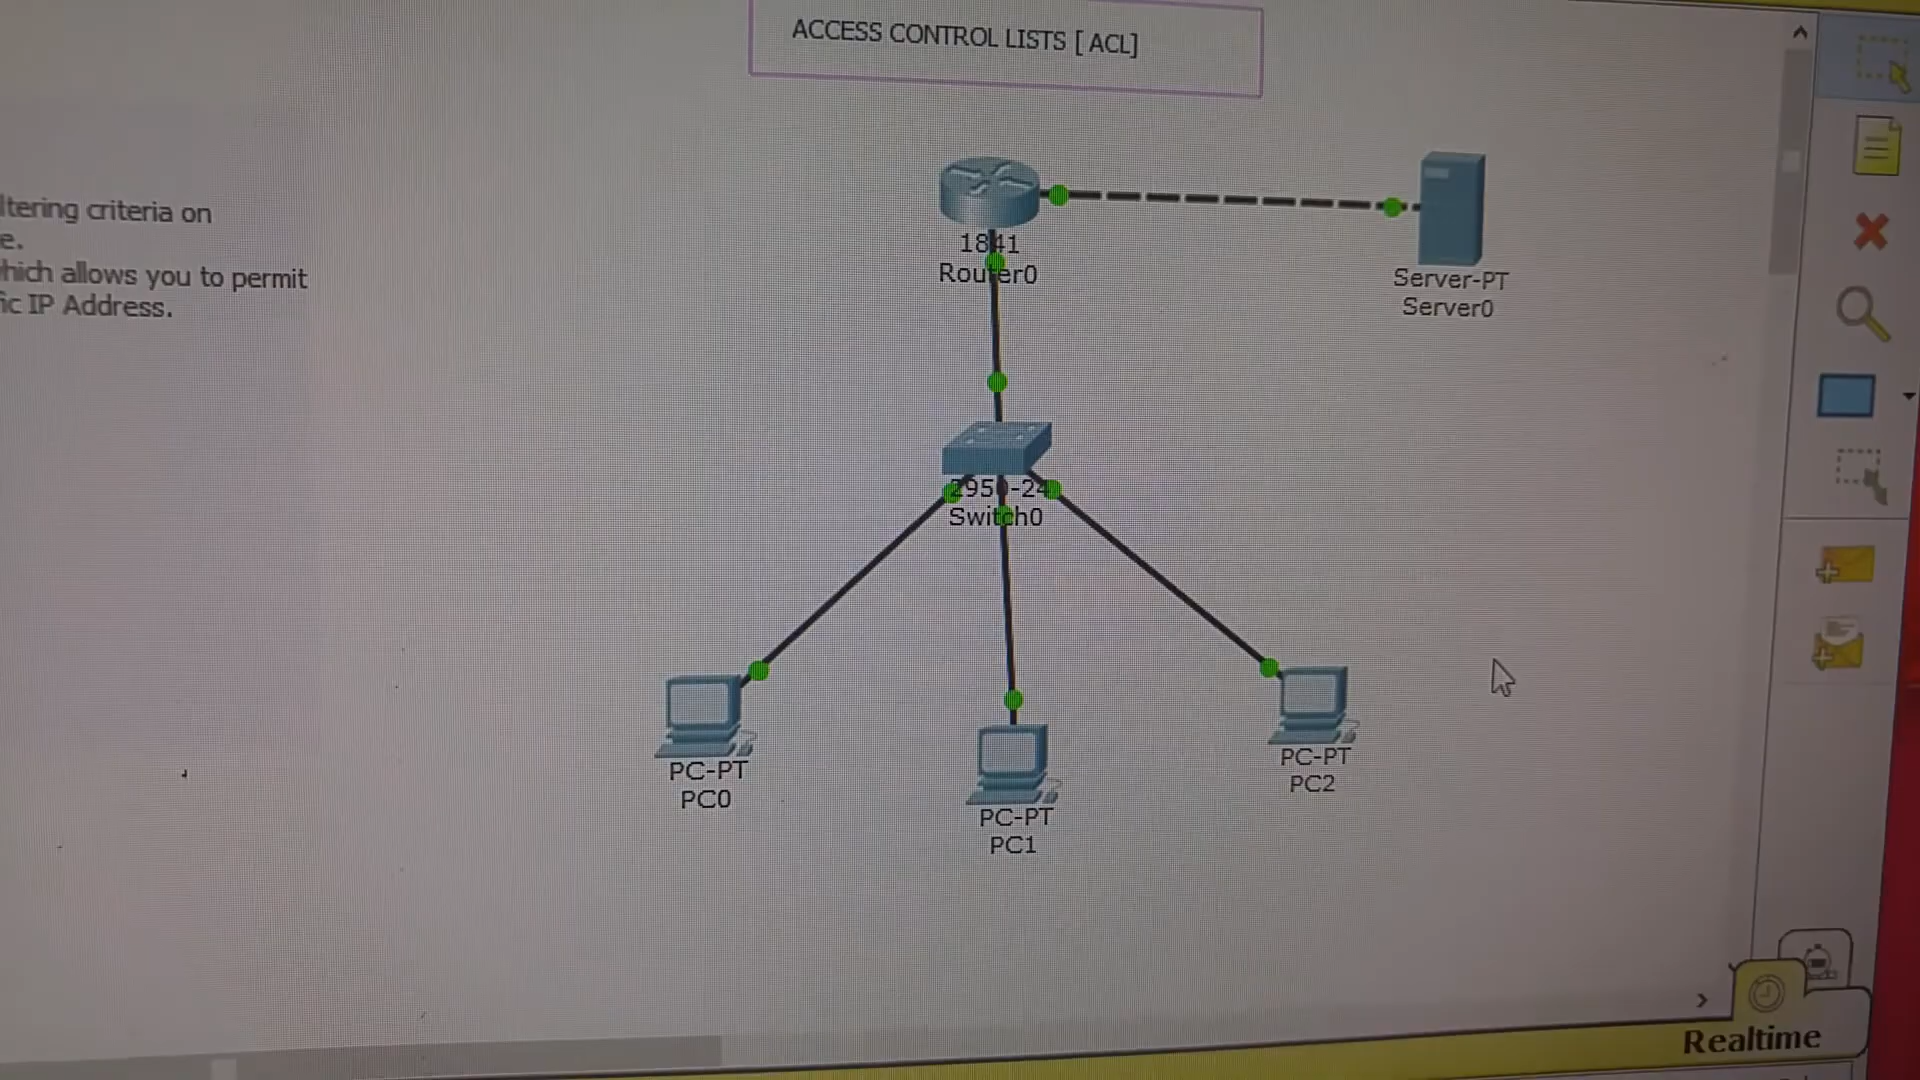 ACCESS CONTROL LISTS [ ACL]
ltering criteria on
e.
hich allows you to permit
ic IP Address.
1841
Router0
Server-PT
Server0
2950-24
Switch0
PC-PT
PC0
PC-PT
PC1
PC-PT
PC2
Realtime